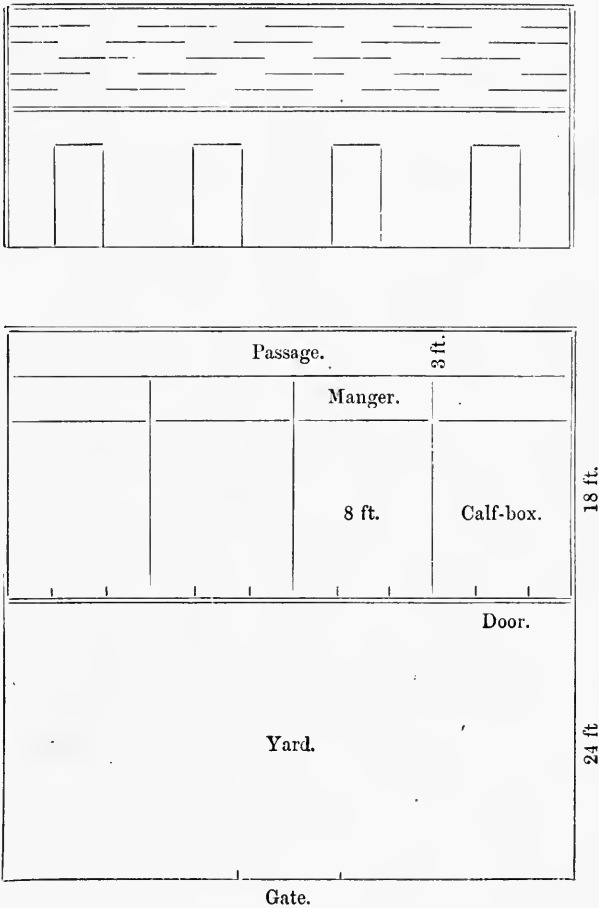 Passage.
3 ft.
Manger.
8 ft.
Calf-box.
18 ft.
Door.
Yard.
24 ft
Gate.